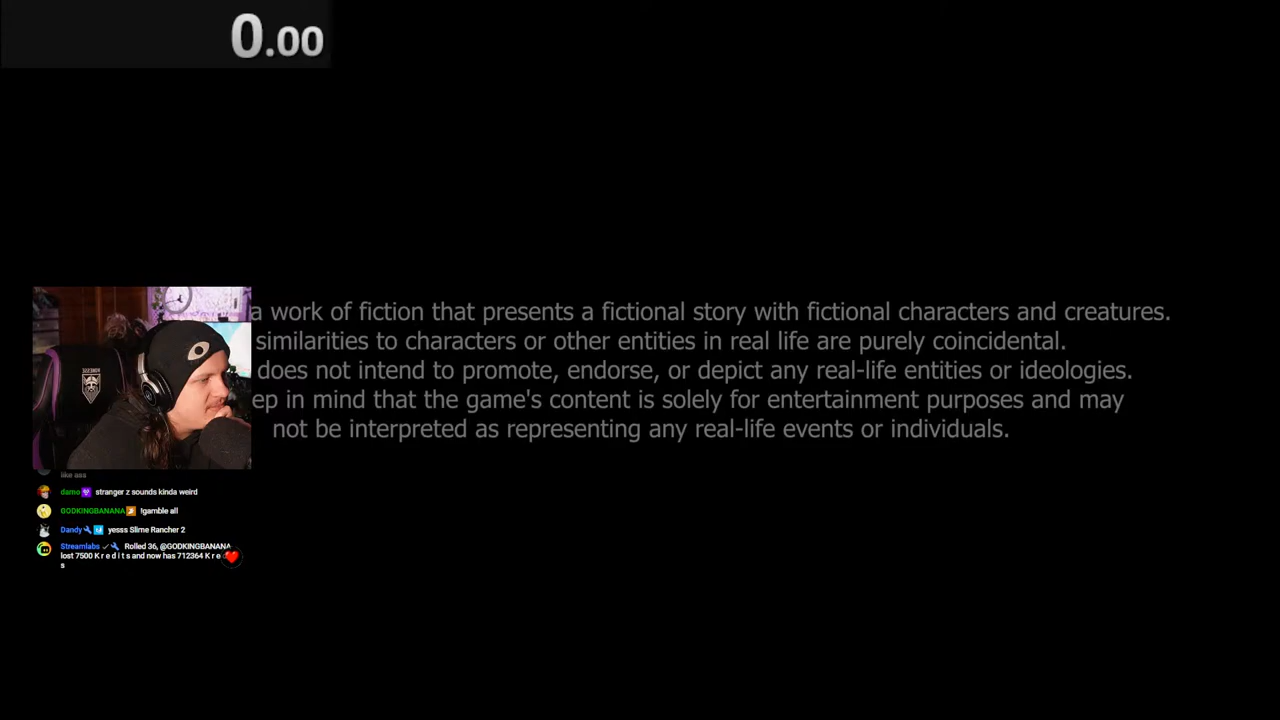 0.00
a work of fiction that presents a fictional story with fictional characters and creatures.
similarities to characters or other entities in real life are purely coincidental.
does not intend to promote, endorse, or depict any real-life entities or ideologies.
ep in mind that the game's content is solely for entertainment purposes and may
not be interpreted as representing any real-life events or individuals.
like ass
damo stranger z sounds kinda weird
GODKINGBANANA !gamble all
Dandy yesss Slime Rancher 2
Streamlabs Rolled 36, @GODKINGBANANA
lost 7500 K r e d i t s and now has 712364 K r e
s